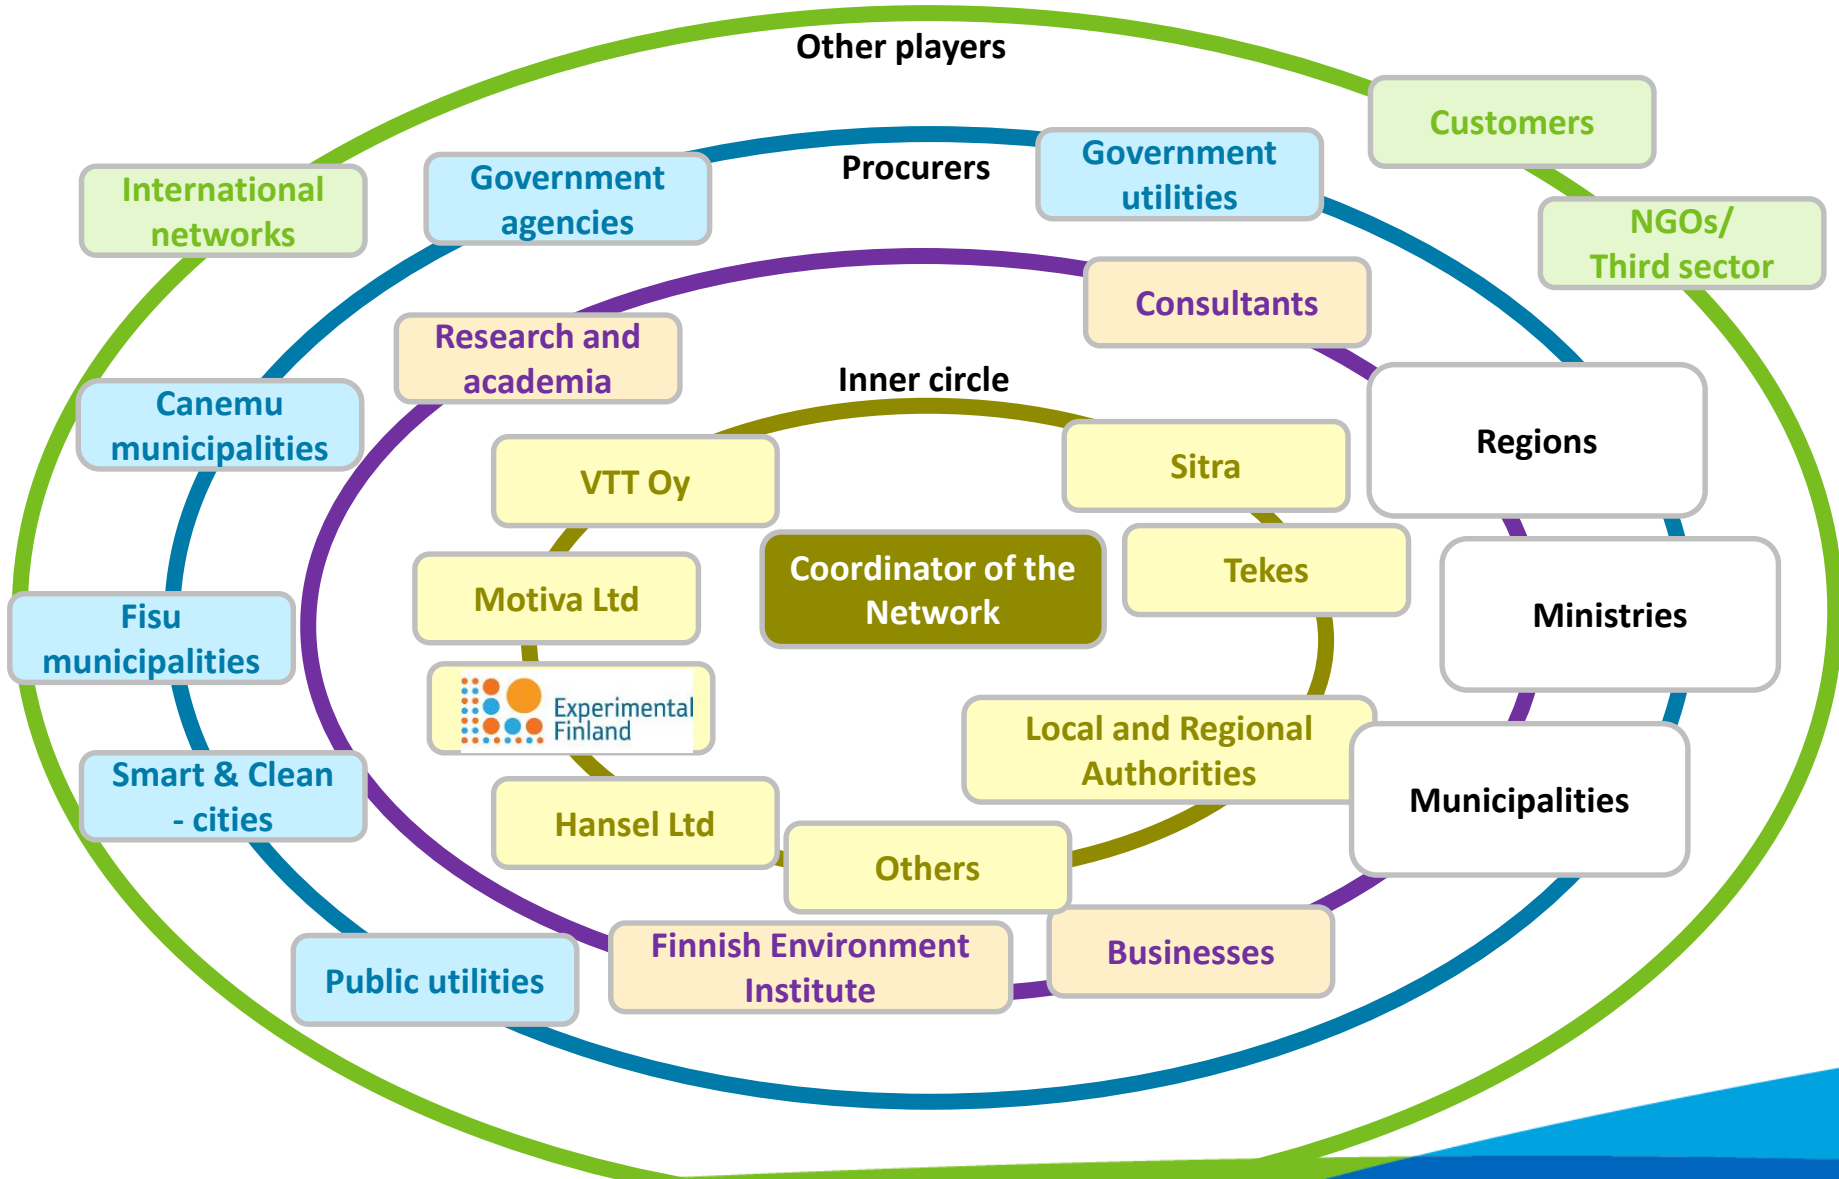 Other players
Customers
Government
utilities
Procurers
Government
agencies
International
networks
NGOs/
Third sector
Consultants
Research and
academia
Inner circle
Canemu
municipalities
Regions
VTT Oy
Sitra
Coordinator of the
Network
Tekes
Motiva Ltd
Ministries
Fisu
municipalities
Experimental
Finland
Local and Regional
Authorities
Smart & Clean
- cities
Municipalities
Hansel Ltd
Others
Finnish Environment
Institute
Businesses
Public utilities